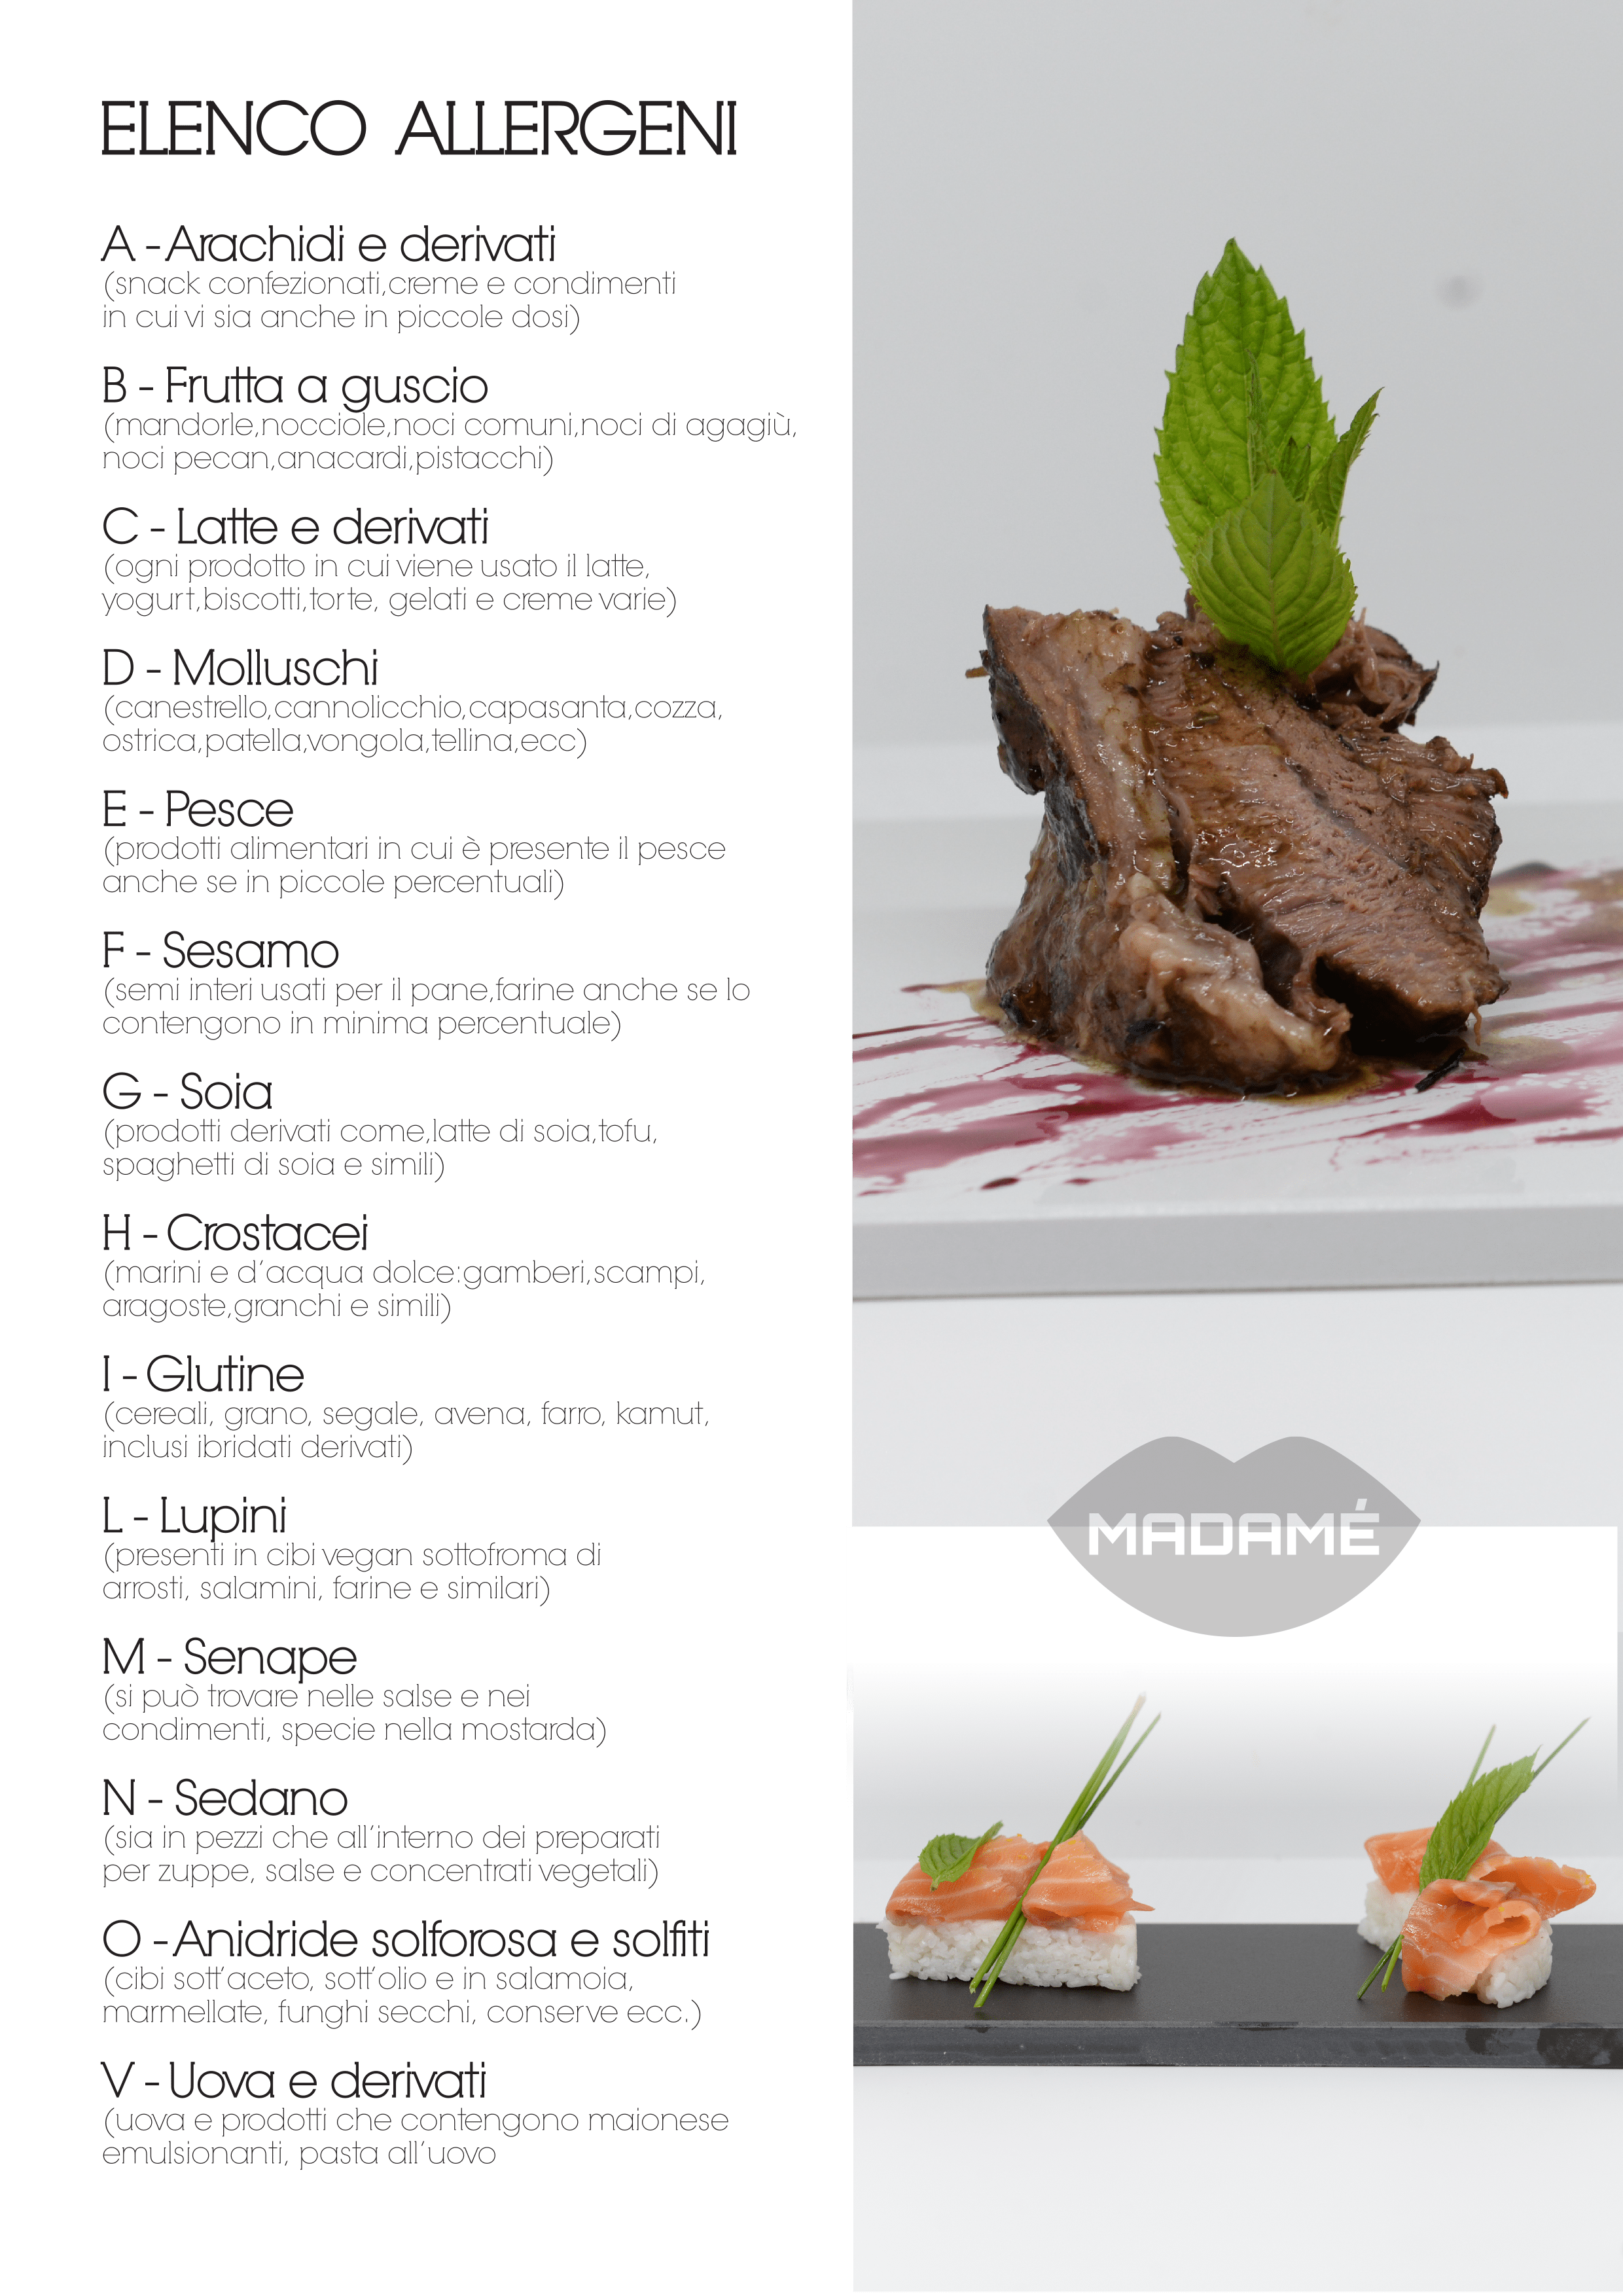 ELENCO ALLERGENI
A - Arachidi e derivati
(snack confezionati,creme e condimenti
in cui vi sia anche in piccole dosi)
B - Frutta a guscio
(mandorle,nocciole,noci comuni,noci di agagiù,
noci pecan,anacardi,pistacchi)
C - Latte e derivati
(ogni prodotto in cui viene usato il latte,
yogurt,biscotti,torte, gelati e creme varie)
D - Molluschi
(canestrello,cannolicchio,capasanta,cozza,
ostrica,patella,vongola,tellina,ecc)
E - Pesce
(prodotti alimentari in cui è presente il pesce
anche se in piccole percentuali)
F - Sesamo
(semi interi usati per il pane,farine anche se lo
contengono in minima percentuale)
G - Soia
(prodotti derivati come,latte di soia,tofu,
spaghetti di soia e simili)
H - Crostacei
(marini e d'acqua dolce:gamberi,scampi,
aragoste,granchi e simili)
I - Glutine
(cereali, grano, segale, avena, farro, kamut,
inclusi ibridati derivati)
L - Lupini
(presenti in cibi vegan sottofroma di
arrosti, salamini, farine e similari)
M - Senape
(si può trovare nelle salse e nei
condimenti, specie nella mostarda)
N - Sedano
(sia in pezzi che all'interno dei preparati
per zuppe, salse e concentrati vegetali)
O - Anidride solforosa e solfiti
(cibi sott'aceto, sott'olio e in salamoia,
marmellate, funghi secchi, conserve ecc.)
V - Uova e derivati
(uova e prodotti che contengono maionese
emulsionanti, pasta all'uovo
MADAMÉ